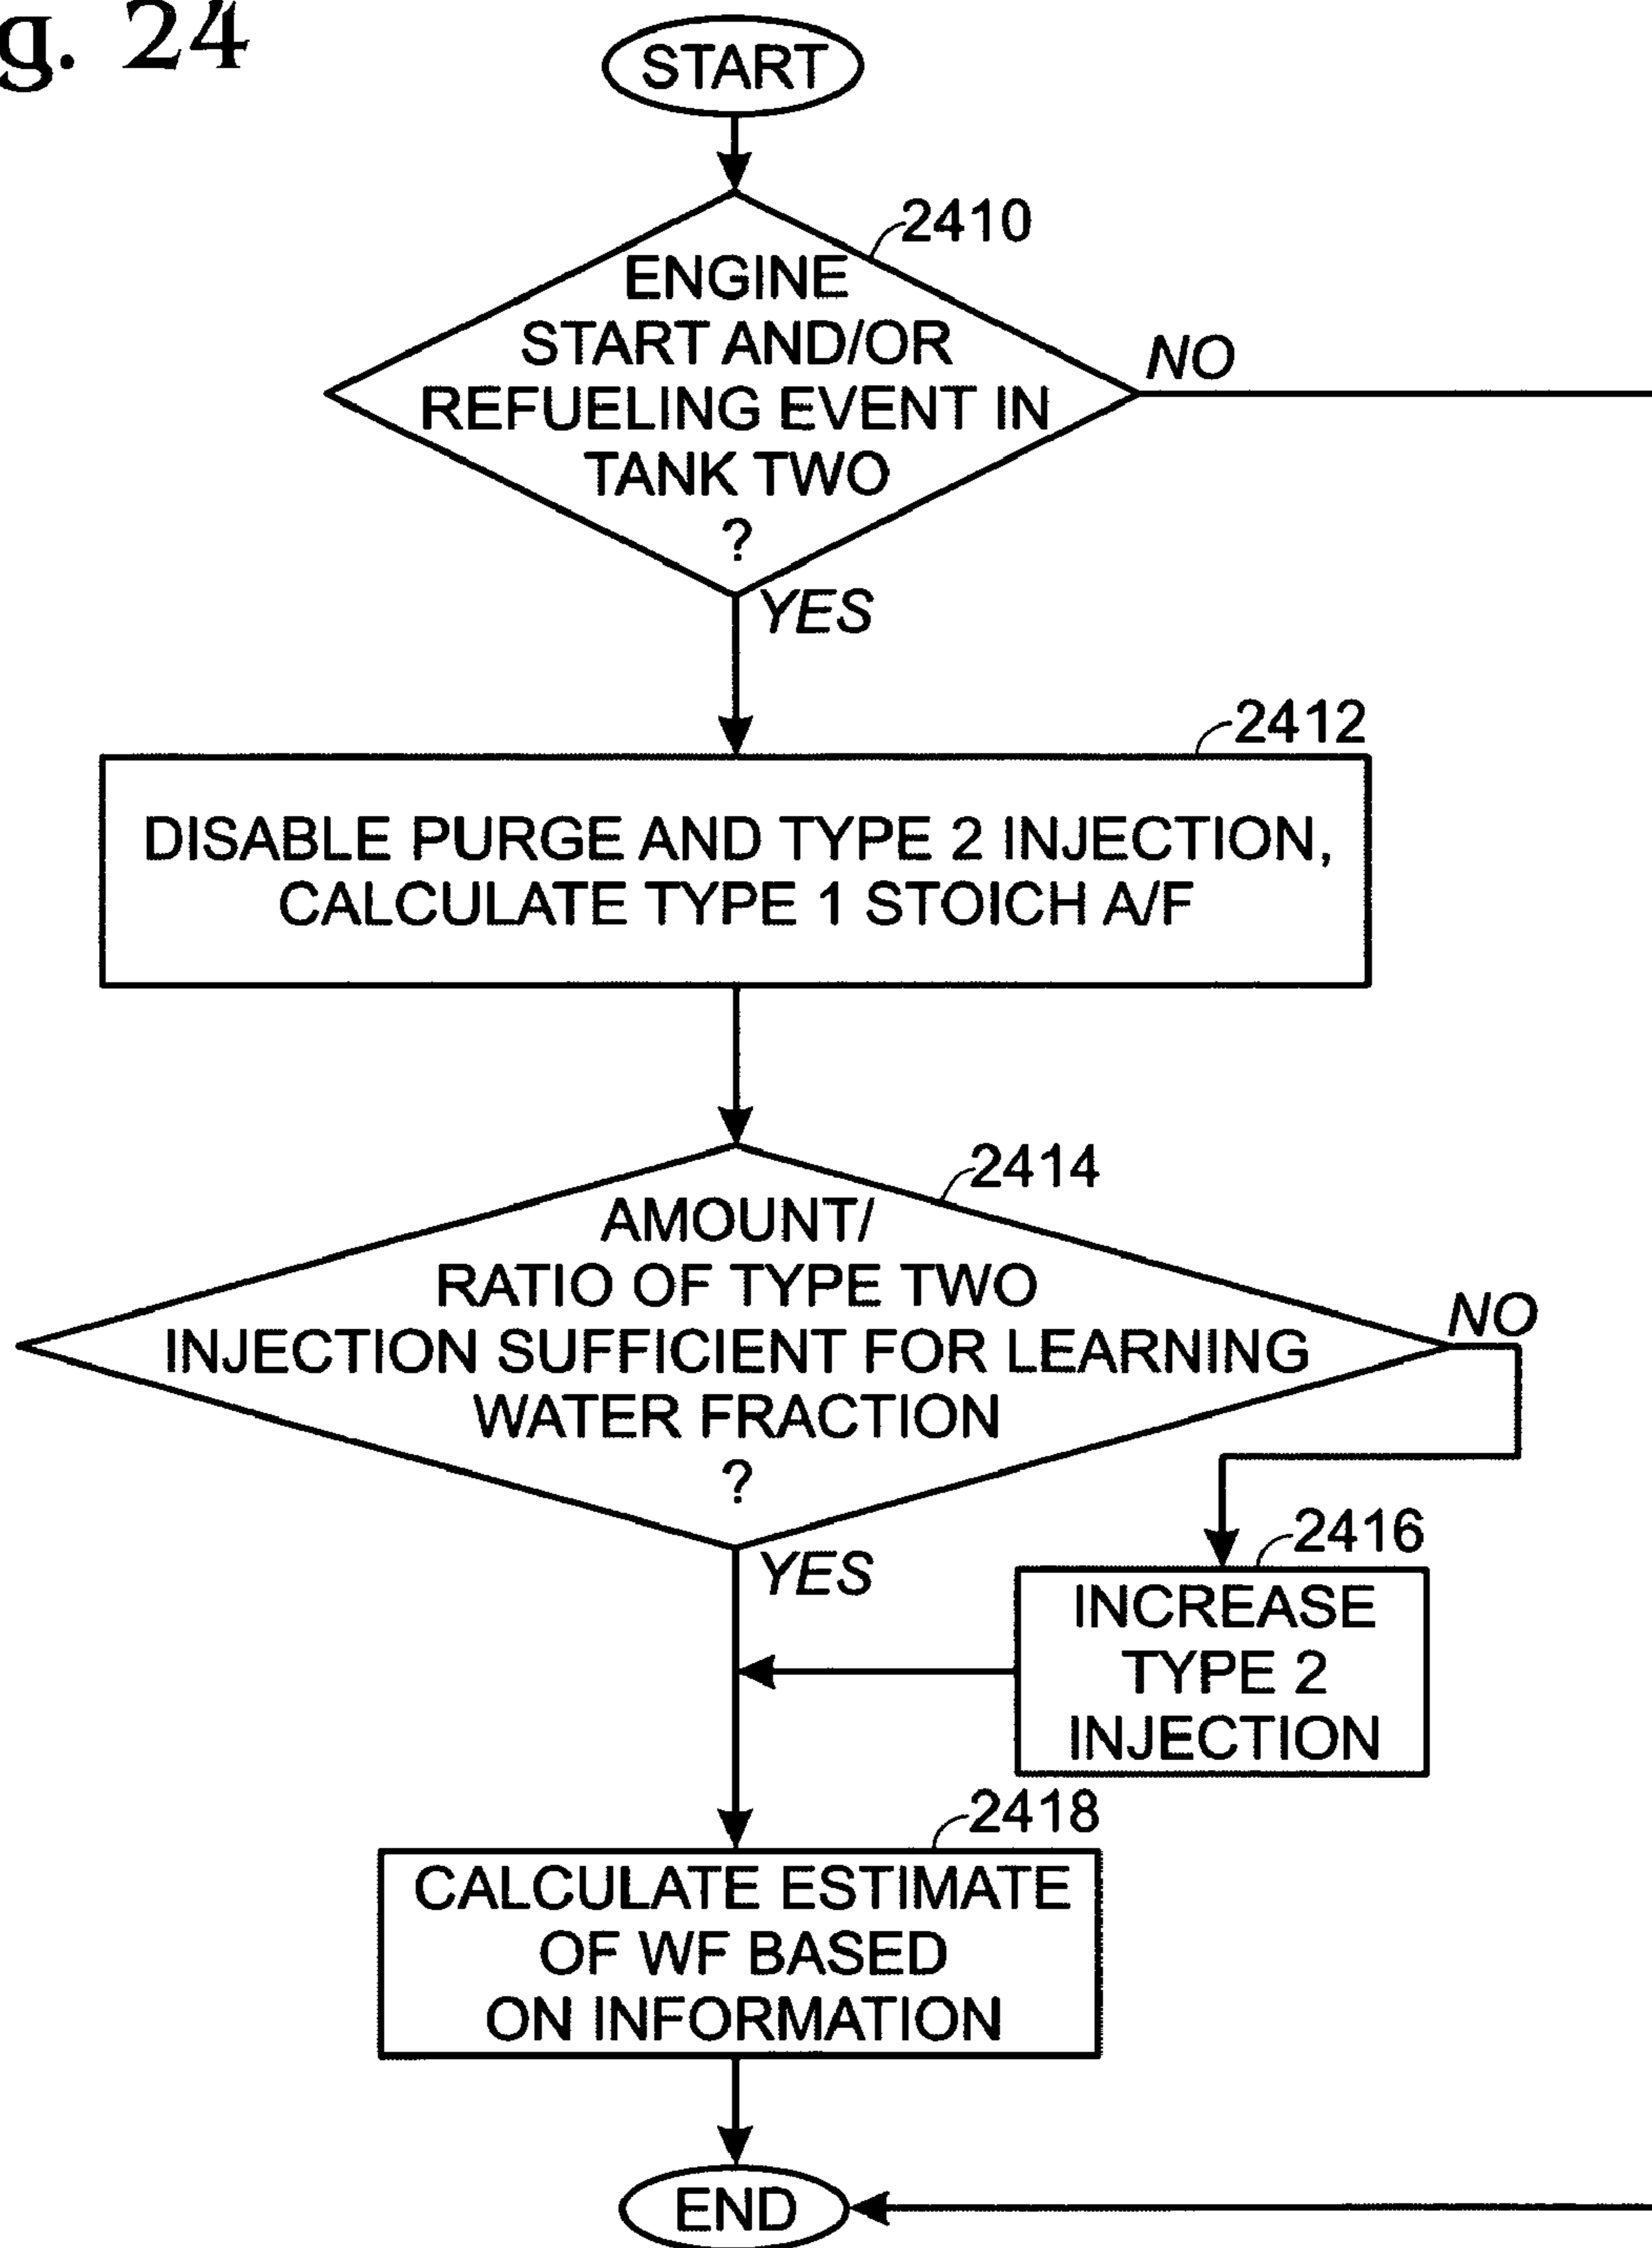 g. 24
START
2410
ENGINE
START AND/OR
REFUELING EVENT IN
TANK TWO
?
NO
YES
2412
DISABLE PURGE AND TYPE 2 INJECTION,
CALCULATE TYPE 1 STOICH A/F
2414
AMOUNT/
RATIO OF TYPE TWO
INJECTION SUFFICIENT FOR LEARNING
WATER FRACTION
?
NO
YES
2416
INCREASE
TYPE 2
INJECTION
2418
CALCULATE ESTIMATE
OF WF BASED
ON INFORMATION
END